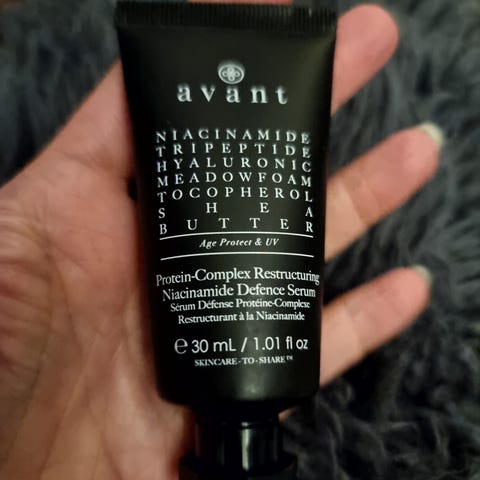 avant
NIACINAMIDE
TRIPEPTIDE
HYALURONIC
MEADOWFOAM
TOCOPHEROL
SHEA
BUTTER
Age Protect & UV
Protein-Complex Restructuring
Niacinamide Defence Serum
Sérum Défense Protéine-Complexe
Restructurant à la Niacinamide
e 30 mL / 1.01 fl oz
SKINCARE-TO-SHARE™